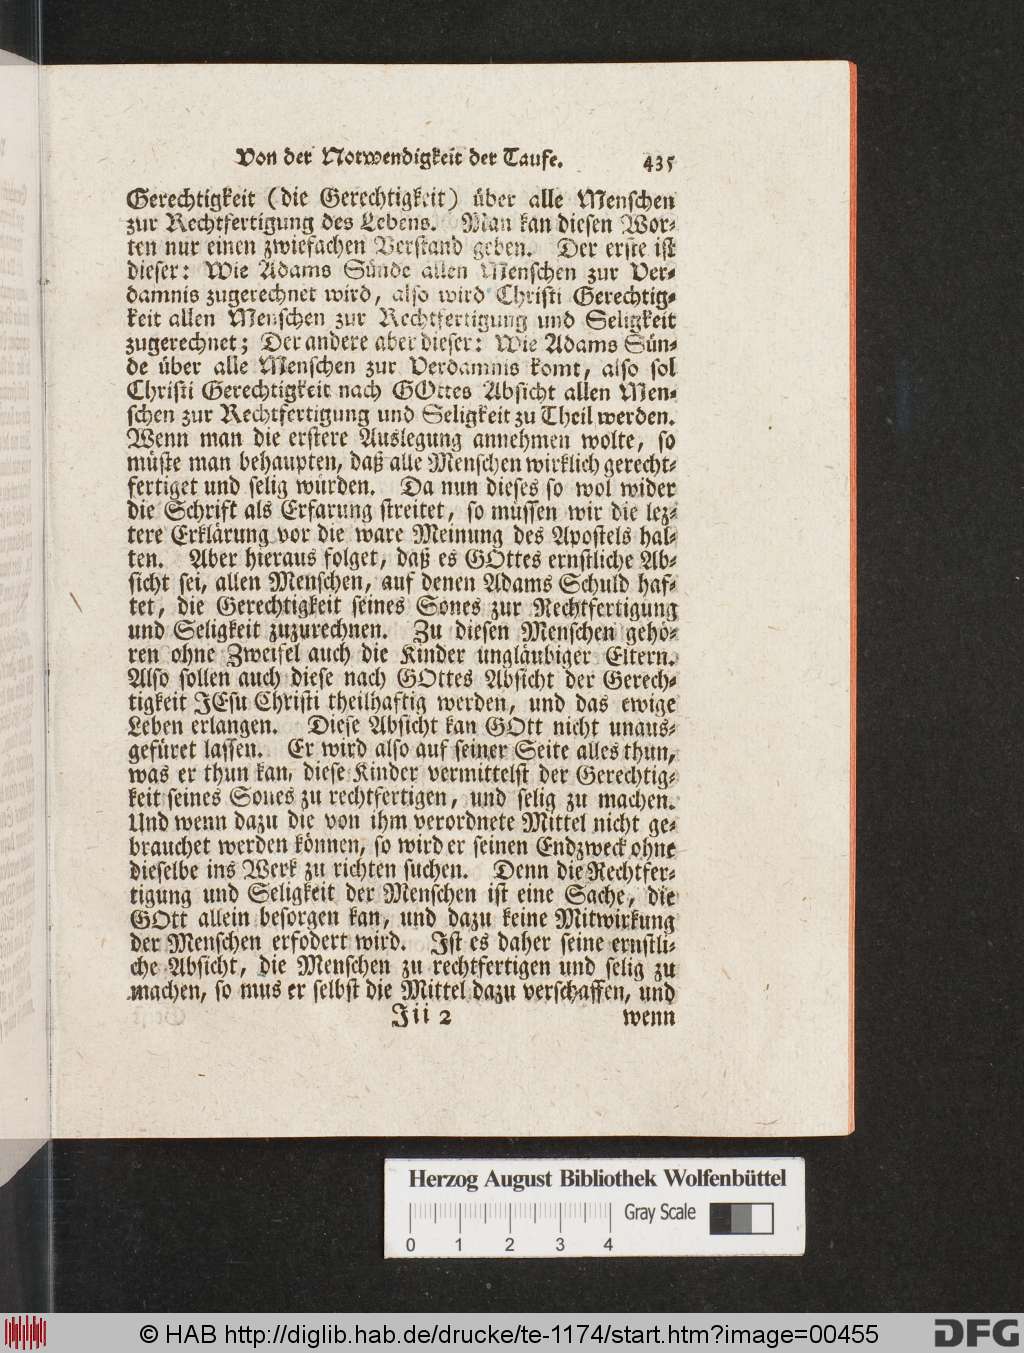 Von der Notwendigkeit der Taufe. 435
Gerechtigkeit (die Gerechtigkeit) über alle Menschen
zur Rechtfertigung des Lebens. Man kan diesen Wor-
ten nur einen zwiefachen Verstand geben. Der erste ist
dieser: Wie Adams Sünde allen Menschen zur Ver-
damnis zugerechnet wird, also wird Christi Gerechtig-
keit allen Menschen zur Rechtfertigung und Seligkeit
zugerechnet; Der andere aber dieser: Wie Adams Sün-
de über alle Menschen zur Verdamnis komt, also sol
Christi Gerechtigkeit nach GOttes Absicht allen Men-
schen zur Rechtfertigung und Seligkeit zu Theil werden.
Wenn man die erstere Auslegung annehmen wolte, so
müste man behaupten, daß alle Menschen wirklich gerecht-
fertiget und selig würden. Da nun dieses so wol wider
die Schrift als Erfarung streitet, so müssen wir die lez-
tere Erklärung vor die ware Meinung des Apostels hal-
ten. Aber hieraus folget, daß es GOttes ernstliche Ab-
sicht sei, allen Menschen, auf denen Adams Schuld haf-
tet, die Gerechtigkeit seines Sones zur Rechtfertigung
und Seligkeit zuzurechnen. Zu diesen Menschen gehö-
ren ohne Zweifel auch die Kinder ungläubiger Eltern.
Also sollen auch diese nach GOttes Absicht der Gerech-
tigkeit JEsu Christi theilhaftig werden, und das ewige
Leben erlangen. Diese Absicht kan GOtt nicht unaus-
gefüret lassen. Er wird also auf seiner Seite alles thun,
was er thun kan, diese Kinder vermittelst der Gerechtig-
keit seines Sones zu rechtfertigen, und selig zu machen.
Und wenn dazu die von ihm verordnete Mittel nicht ge-
brauchet werden können, so wird er seinen Endzweck ohne
dieselbe ins Werk zu richten suchen. Denn die Rechtfer-
tigung und Seligkeit der Menschen ist eine Sache, die
GOtt allein besorgen kan, und dazu keine Mitwirkung
der Menschen erfodert wird. Ist es daher seine ernstli-
che Absicht, die Menschen zu rechtfertigen und selig zu
machen, so mus er selbst die Mittel dazu verschaffen, und
Jii 2 wenn
Herzog August Bibliothek Wolfenbüttel
Gray Scale
0 1 2 3 4
© HAB http://diglib.hab.de/drucke/te-1174/start.htm?image=00455
DFG